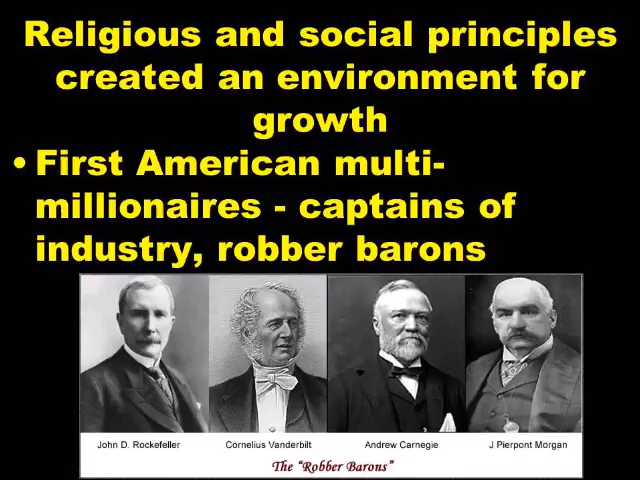 Religious and social principles
created an environment for
growth
• First American multi-
millionaires - captains of
industry, robber barons
John D. Rockefeller Cornelius Vanderbilt Andrew Carnegie J Pierpont Morgan
The "Robber Barons"